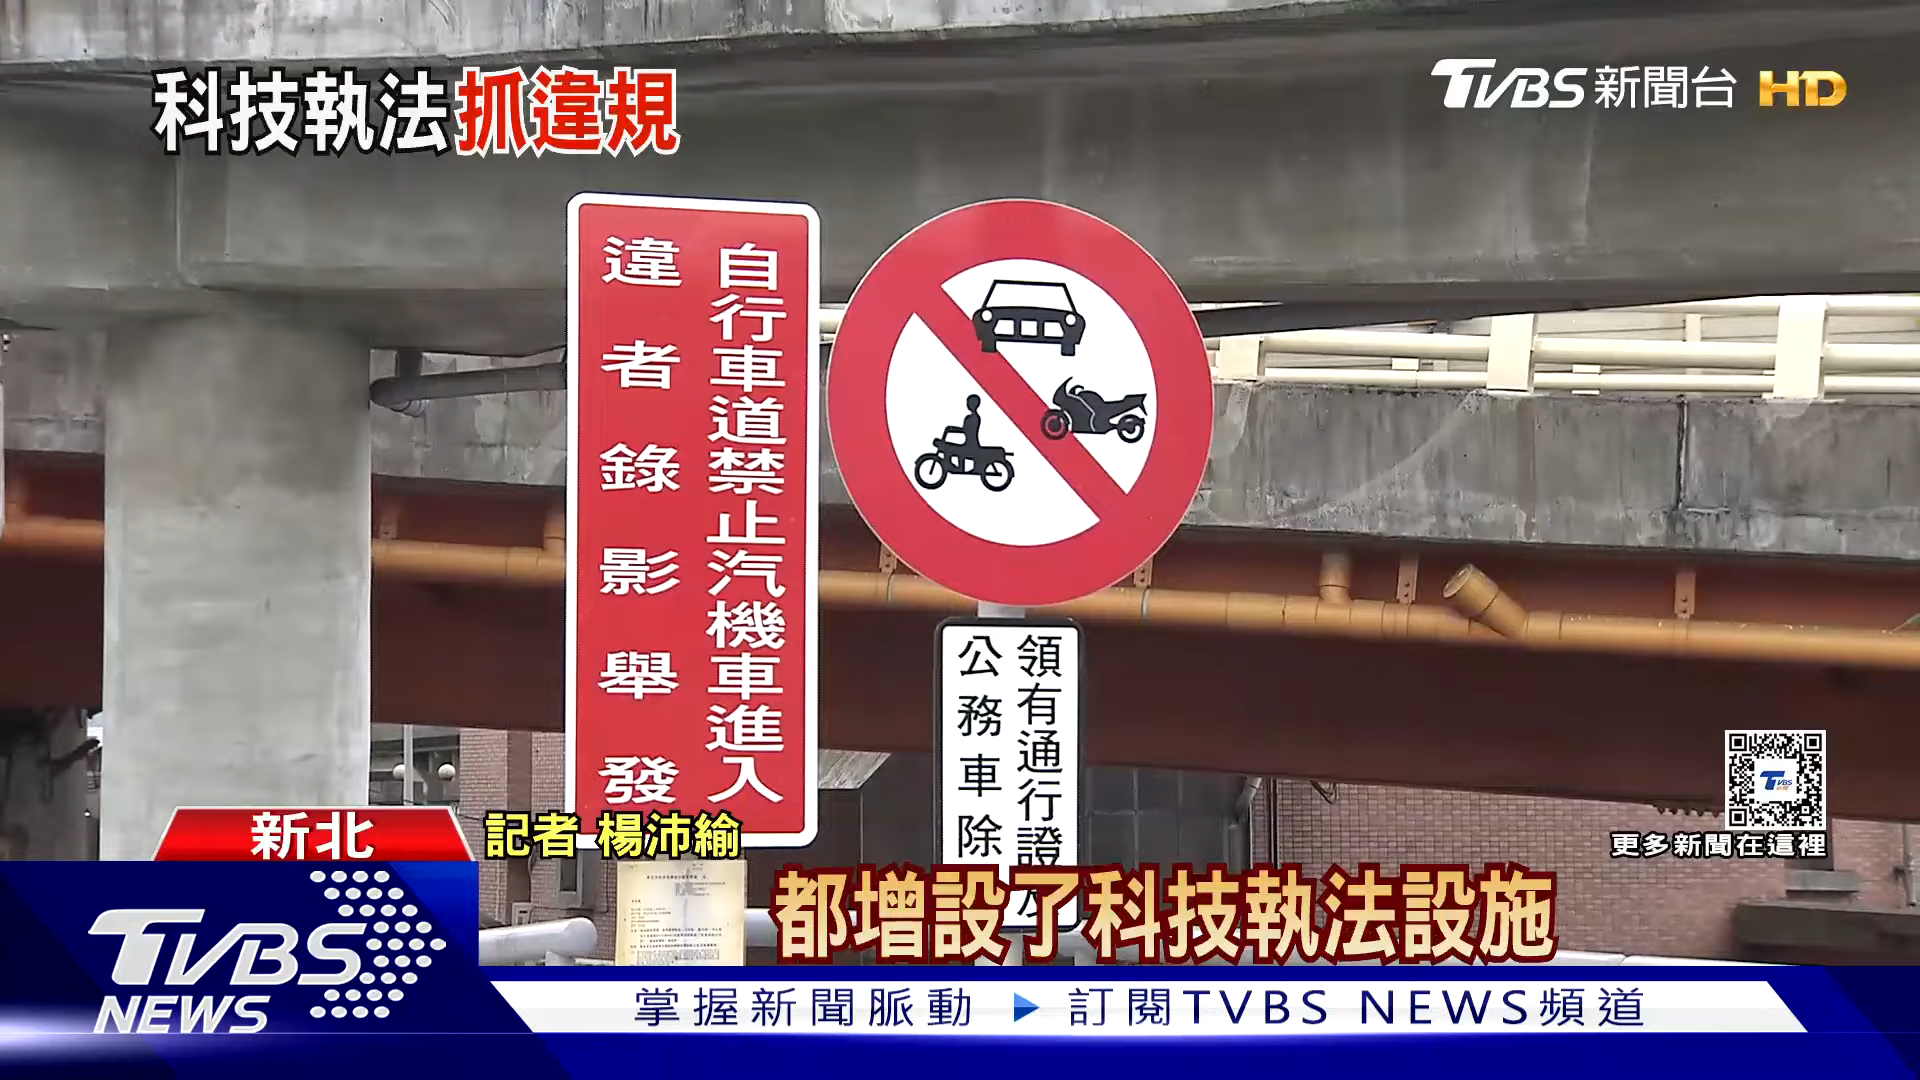 科技執法抓違規
TVBS新聞台 HD
自行車道禁止汽機車進入
違者錄影舉發
領有通行證
公務車除
更多新聞在這裡
新北
記者 楊沛綸
都增設了科技執法設施
TVBS NEWS
掌握新聞脈動 ▶ 訂閱TVBS NEWS頻道